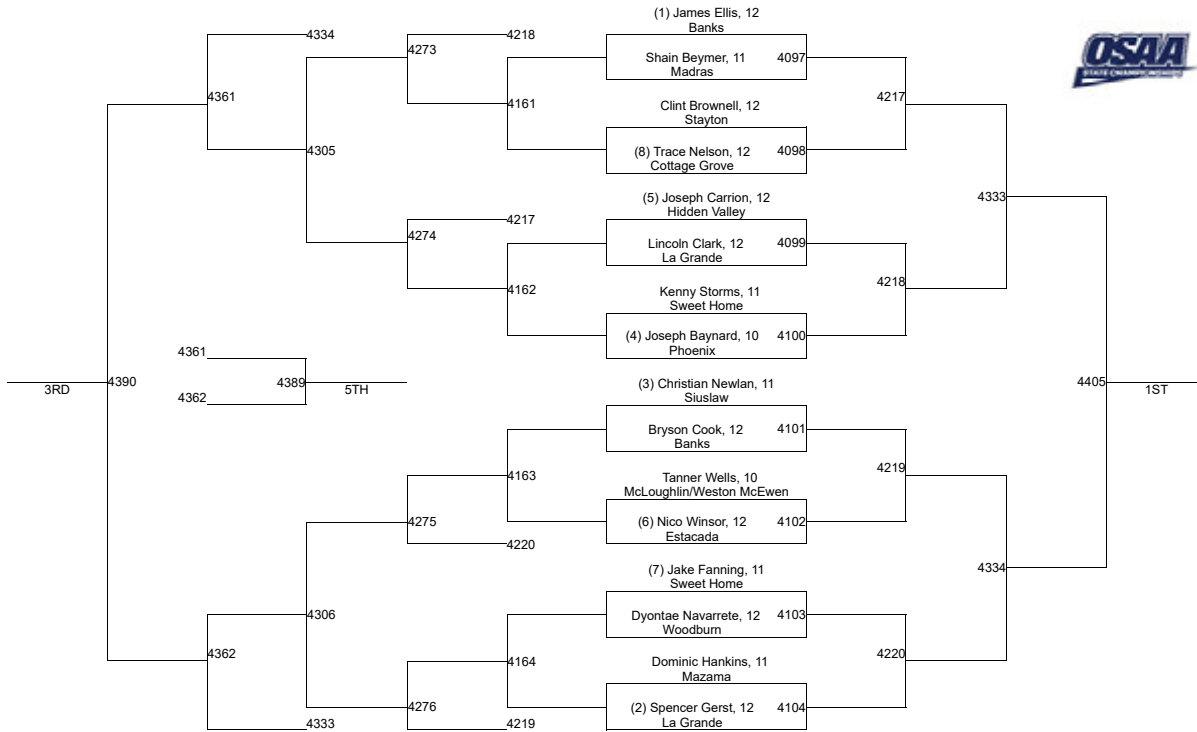 (1) James Ellis, 12
Banks
OSAA
STATE CHAMPIONSHIPS
4334
4273
4218
Shain Beymer, 11
4097
Madras
4361
4161
4217
Clint Brownell, 12
Stayton
4305
(8) Trace Nelson, 12
4098
Cottage Grove
(5) Joseph Carrion, 12
Hidden Valley
4333
4217
4274
Lincoln Clark, 12
4099
La Grande
4162
4218
Kenny Storms, 11
Sweet Home
(4) Joseph Baynard, 10
4100
Phoenix
4361
3RD
4390
4389
5TH
4362
(3) Christian Newlan, 11
Siuslaw
4405
1ST
Bryson Cook, 12
4101
Banks
4163
4219
Tanner Wells, 10
McLoughlin/Weston McEwen
4275
(6) Nico Winsor, 12
4102
Estacada
4220
(7) Jake Fanning, 11
Sweet Home
4334
4306
Dyontae Navarrete, 12
4103
Woodburn
4362
4164
4220
Dominic Hankins, 11
Mazama
4276
(2) Spencer Gerst, 12
4104
La Grande
4333
4219